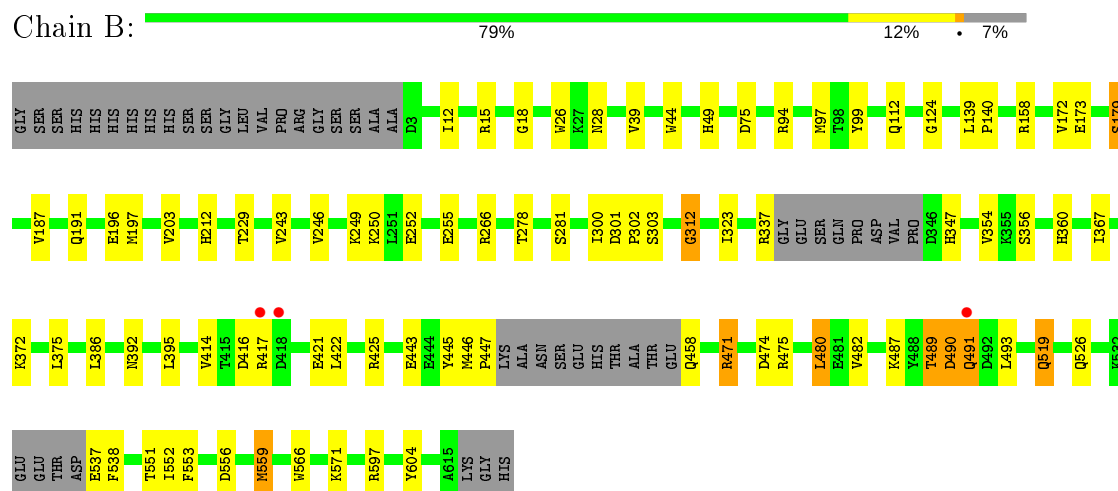 Chain B:
79% 12% • 7%
GLY SER SER HIS HIS HIS HIS HIS HIS SER SER GLY LEU VAL PRO ARG GLY SER SER ALA ALA D3 I12 R15 G18 W26 K27 N28 V39 W44 H49 D75 R94 M97 T98 Y99 Q112 G124 L139 P140 R158 V172 E173
V187 Q191 E196 M197 V203 H212 T229 V243 V246 K249 K250 L251 E252 E255 R266 T278 S281 I300 D301 P302 S303 G312 I323 R337 GLY GLU SER GLN PRO ASP VAL PRO D346 H347 V354 K355 S356 H360 I367
K372 L375 L386 N392 L395 V414 T415 D416 R417 D418 E421 L422 R425 E443 E444 Y445 M446 P447 LYS ALA ASN SER GLU HIS THR ALA THR GLU Q458 R471 D474 R475 L480 E481 V482 K487 Y488 T489 D490 Q491 D492 L493 Q519 Q526 K532
GLU GLU THR ASP E537 F538 T551 I552 F553 D556 M559 W566 K571 R597 Y604 A615 LYS GLY HIS